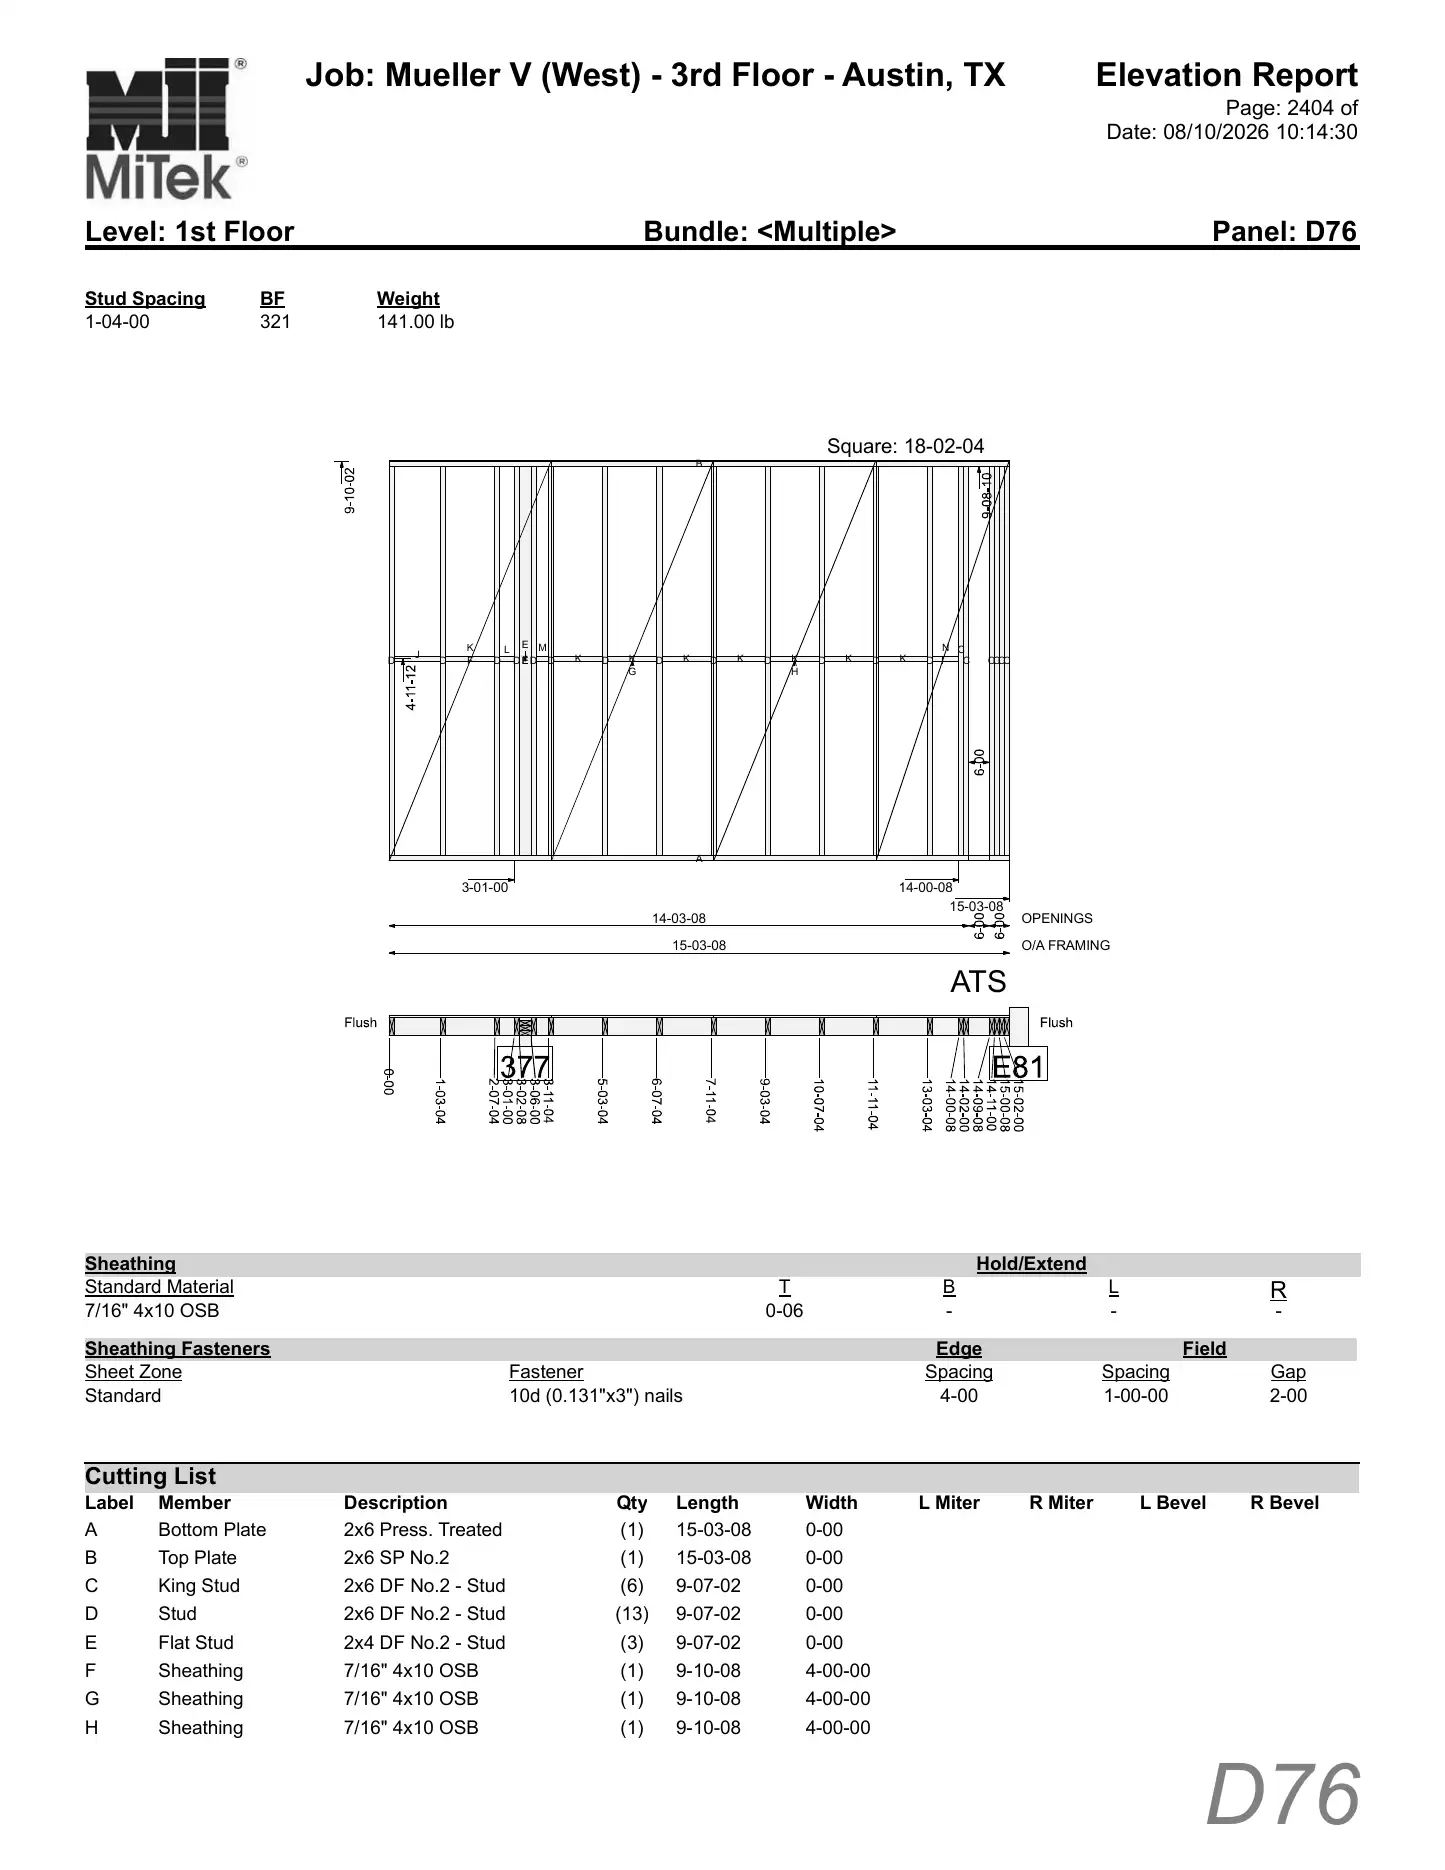 MiTek®
Job: Mueller V (West) - 3rd Floor - Austin, TX
Elevation Report
Page: 2404 of
Date: 08/10/2026 10:14:30
Level: 1st Floor Bundle: <Multiple> Panel: D76
Stud Spacing BF Weight
1-04-00 321 141.00 lb
Square: 18-02-04
B
9-10-02
9-08-10
J K L E M N C
K K K K K K K
G H
4-11-12
6-00
A
3-01-00 14-00-08
15-03-08
14-03-08 6-00 6-00 OPENINGS
15-03-08 O/A FRAMING
ATS
Flush Flush
377 E81
0-00 1-03-04 2-07-04 3-01-00 3-02-08 3-06-00 3-11-04 5-03-04 6-07-04 7-11-04 9-03-04 10-07-04 11-11-04 13-03-04 14-00-08 14-02-00 14-09-08 14-11-00 15-00-08 15-02-00
Sheathing Hold/Extend
Standard Material T B L R
7/16" 4x10 OSB 0-06 - - -
Sheathing Fasteners Edge Field
Sheet Zone Fastener Spacing Spacing Gap
Standard 10d (0.131"x3") nails 4-00 1-00-00 2-00
Cutting List
Label Member Description Qty Length Width L Miter R Miter L Bevel R Bevel
A Bottom Plate 2x6 Press. Treated (1) 15-03-08 0-00
B Top Plate 2x6 SP No.2 (1) 15-03-08 0-00
C King Stud 2x6 DF No.2 - Stud (6) 9-07-02 0-00
D Stud 2x6 DF No.2 - Stud (13) 9-07-02 0-00
E Flat Stud 2x4 DF No.2 - Stud (3) 9-07-02 0-00
F Sheathing 7/16" 4x10 OSB (1) 9-10-08 4-00-00
G Sheathing 7/16" 4x10 OSB (1) 9-10-08 4-00-00
H Sheathing 7/16" 4x10 OSB (1) 9-10-08 4-00-00
D76